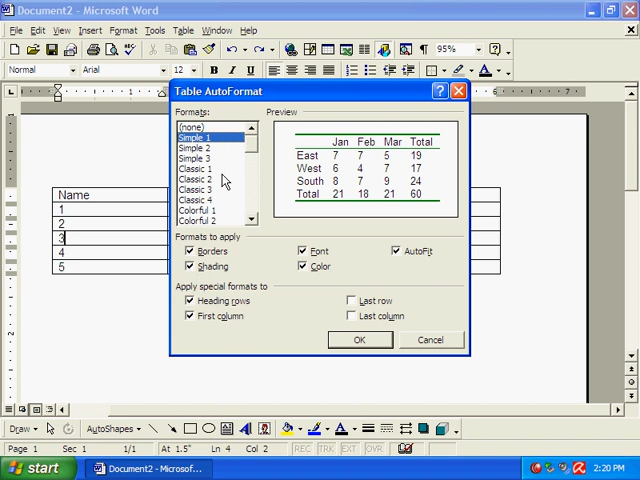 Document2 - Microsoft Word
File Edit View Insert Format Tools Table Window Help
95%
Normal Arial 12 B I U
Table AutoFormat
Formats:
(none)
Simple 1
Simple 2
Simple 3
Classic 1
Classic 2
Classic 3
Classic 4
Colorful 1
Colorful 2
Preview
Jan Feb Mar Total
East 7 7 5 19
West 6 4 7 17
South 8 7 9 24
Total 21 18 21 60
Formats to apply
Borders Font AutoFit
Shading Color
Apply special formats to
Heading rows Last row
First column Last column
OK Cancel
Name
1
2
3
4
5
Draw AutoShapes
Page 1 Sec 1 1/1 At 1.5" Ln 4 Col 2 REC TRK EXT OVR
start Document2 - Microsof... 2:20 PM